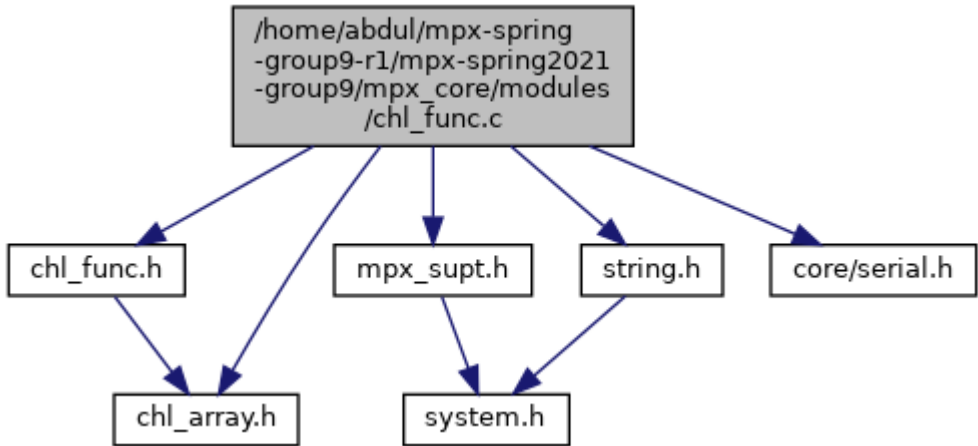 /home/abdul/mpx-spring
-group9-r1/mpx-spring2021
-group9/mpx_core/modules
/chl_func.c
chl_func.h
mpx_supt.h
string.h
core/serial.h
chl_array.h
system.h